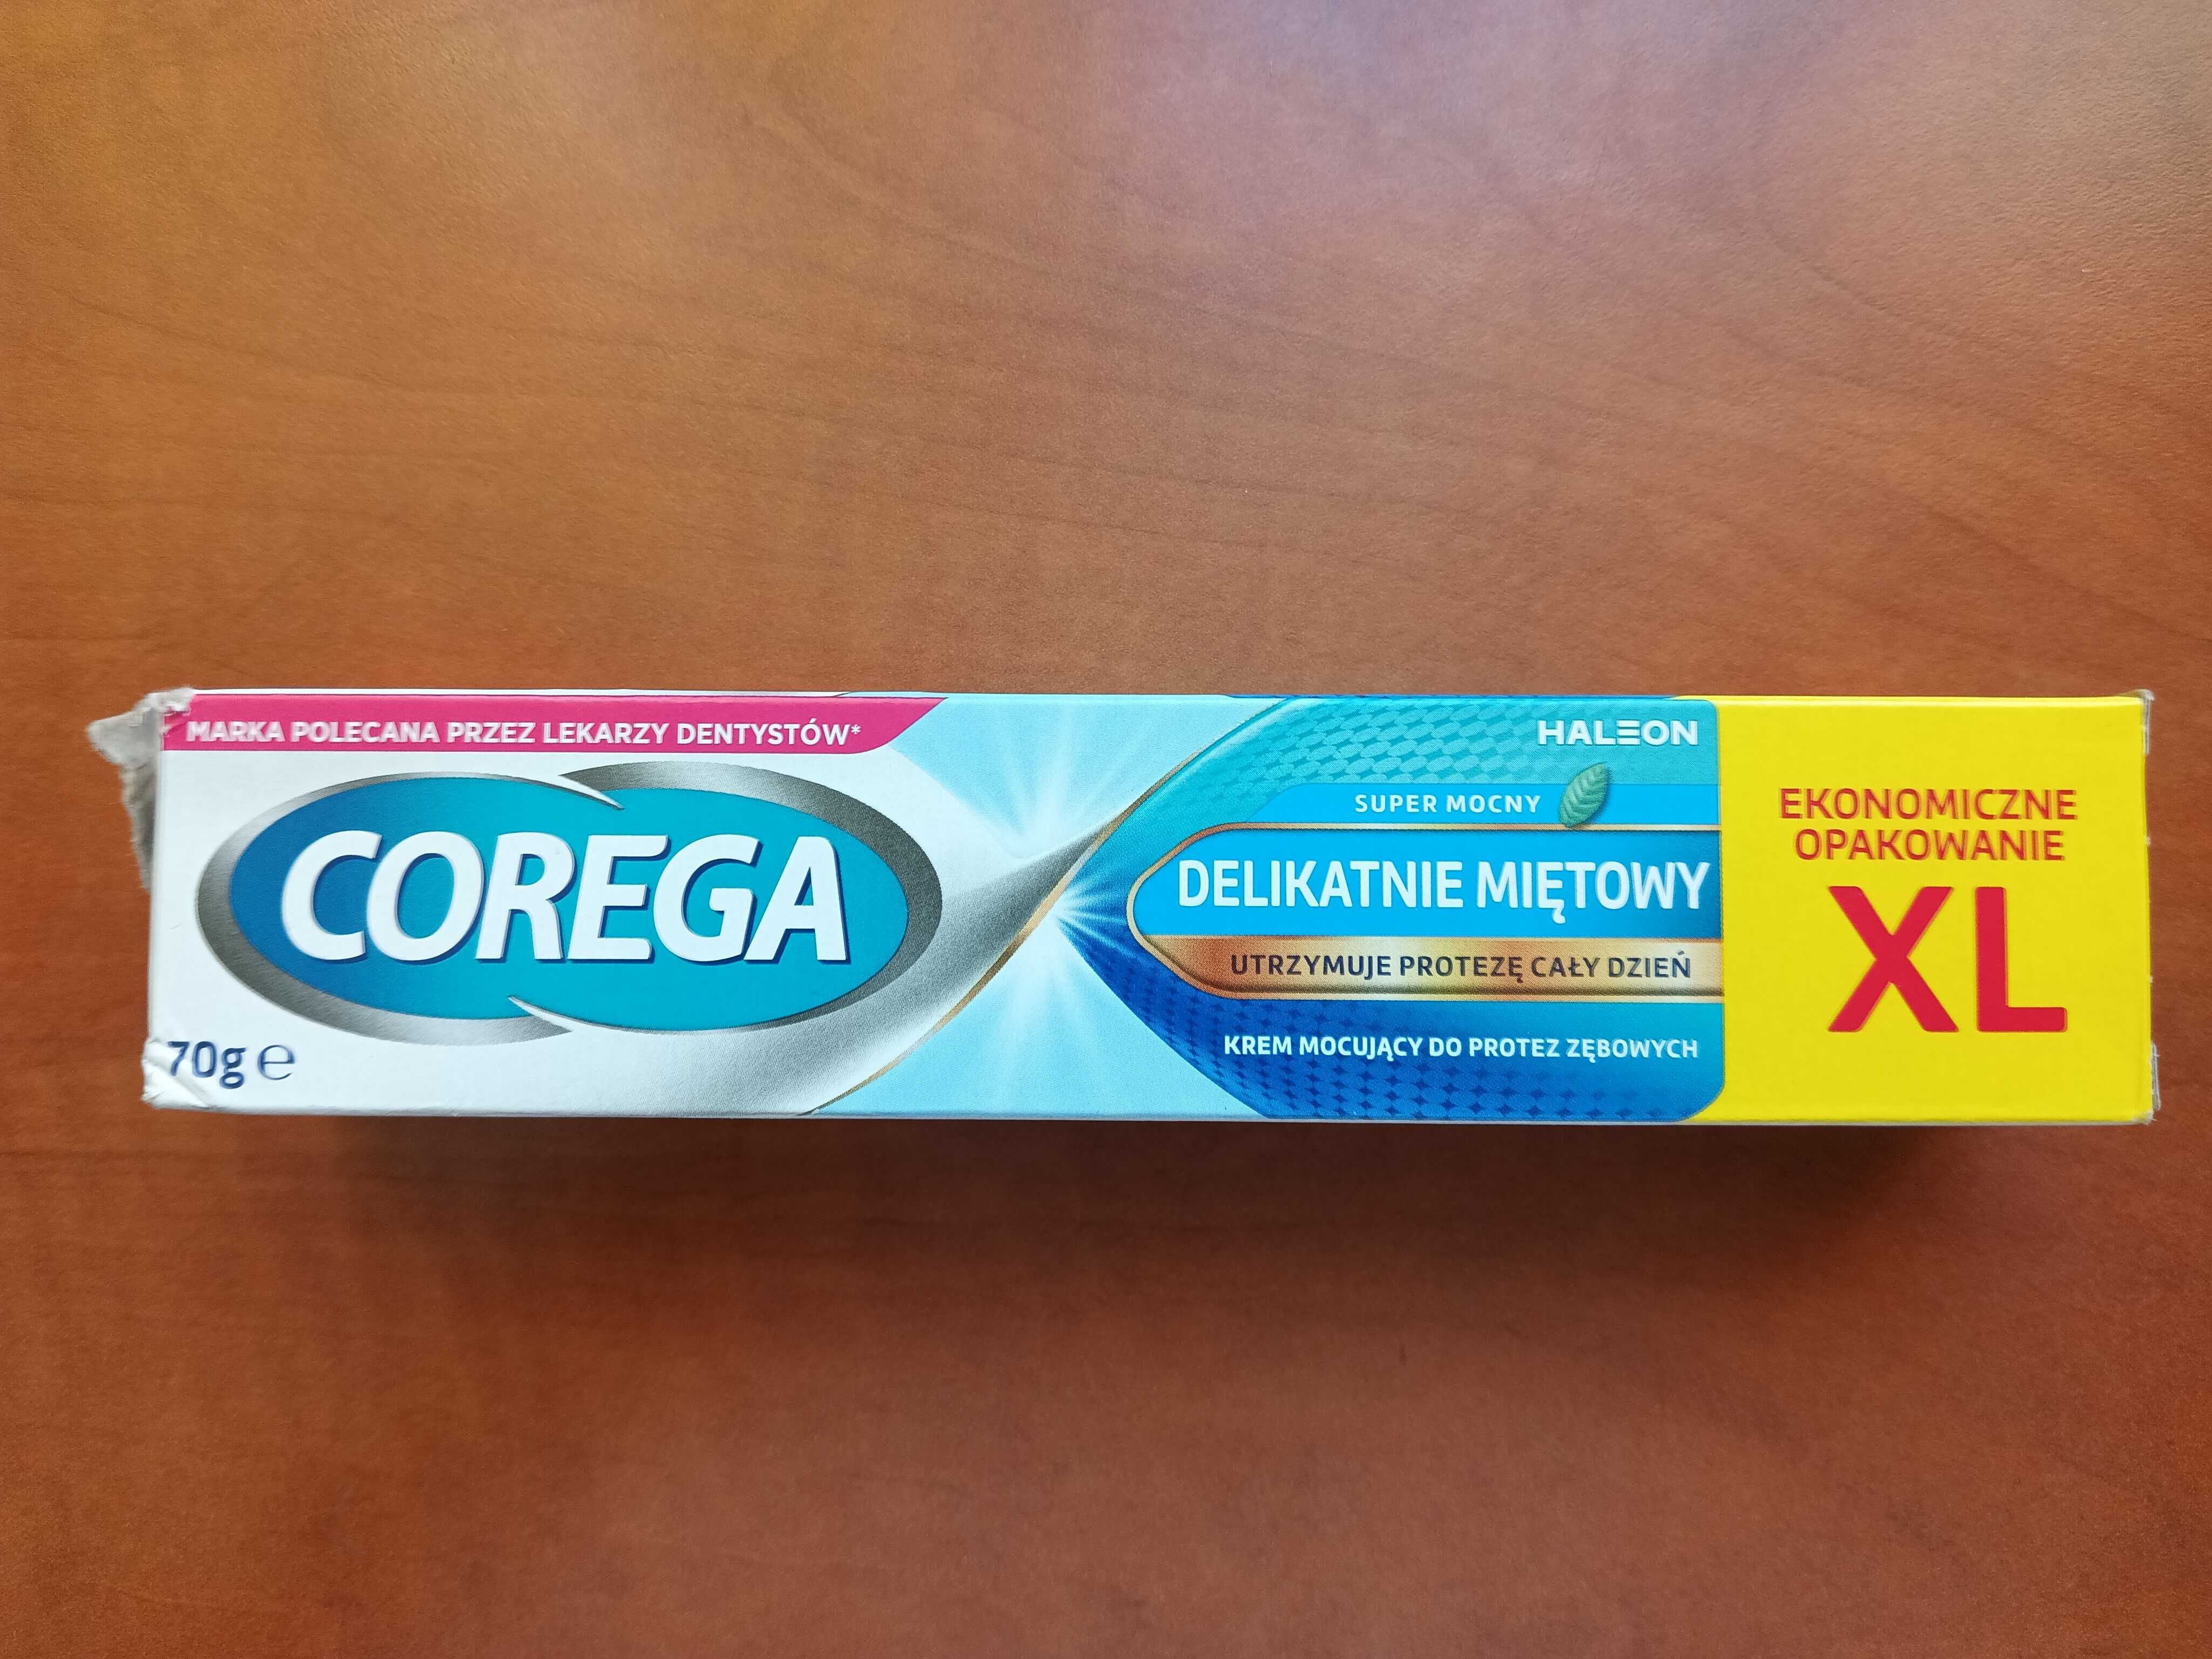 MARKA POLECANA PRZEZ LEKARZY DENTYSTÓW*
COREGA
70g ℮
HALEON
SUPER MOCNY
DELIKATNIE MIĘTOWY
UTRZYMUJE PROTEZĘ CAŁY DZIEŃ
KREM MOCUJĄCY DO PROTEZ ZĘBOWYCH
EKONOMICZNE
OPAKOWANIE
XL